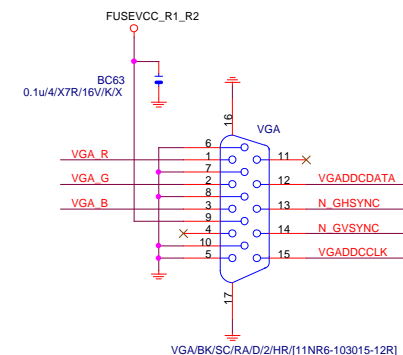 FUSEVCC_R1_R2
BC63
0.1u/4/X7R/16V/K/X
16
VGA
6
VGA_R
1
11
7
VGA_G
2
12
VGADDCDATA
8
VGA_B
3
13
N_GHSYNC
9
4
14
N_GVSYNC
10
5
15
VGADDCCLK
17
VGA/BK/SC/RA/D/2/HR/[11NR6-103015-12R]